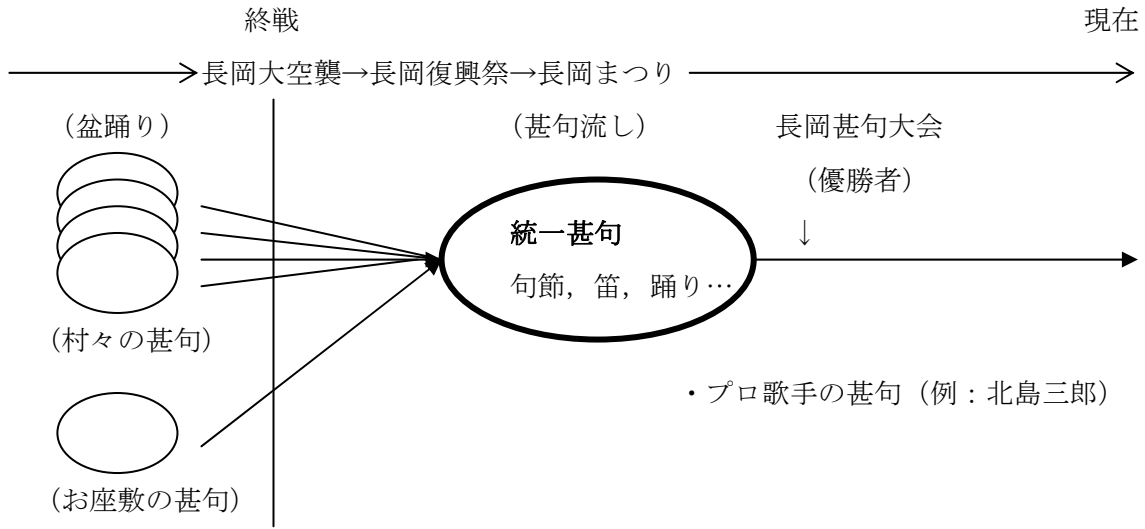 終戦 現在
長岡大空襲→長岡復興祭→長岡まつり
(盆踊り) (甚句流し) 長岡甚句大会
(優勝者)
↓
統一甚句
句節，笛，踊り…
(村々の甚句)
・プロ歌手の甚句（例：北島三郎）
(お座敷の甚句)